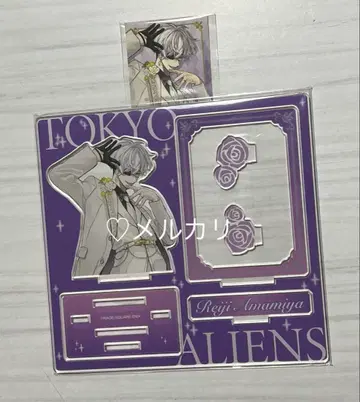 TOKYO
♡メルカリ
Reiji Amamiya
ALIENS